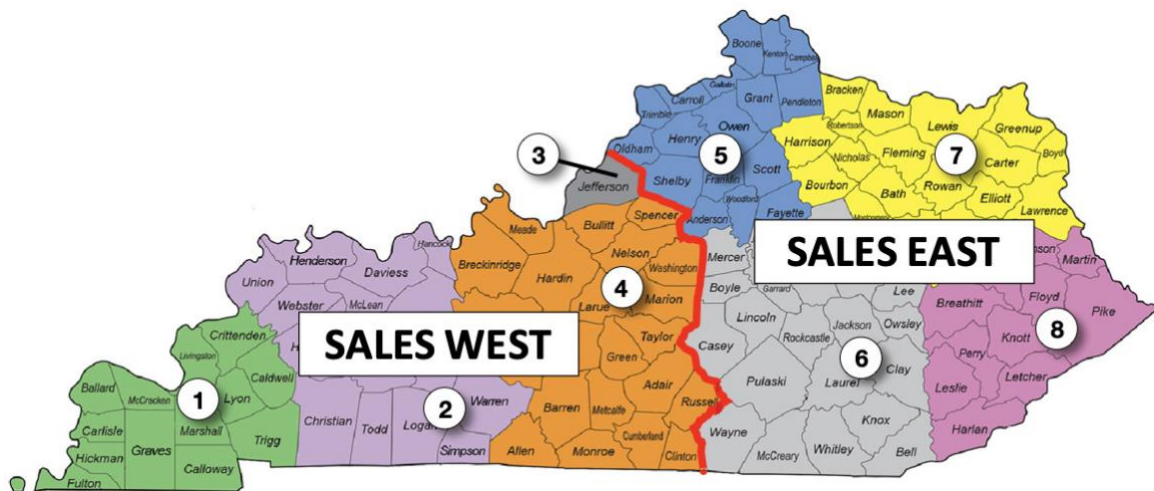 Boone
Kenton
Campbell
Gallatin
Bracken
Carroll
Grant
Pendleton
Mason
Trimble
Owen
Robertson
Lewis
Greenup
Henry
Harrison
Oldham
Fleming
Carter
Boyd
3
5
7
Nicholas
Scott
Jefferson
Shelby
Franklin
Bourbon
Rowan
Bath
Elliott
Woodford
Fayette
Lawrence
Spencer
Anderson
Bullitt
Meade
Hancock
SALES EAST
Nelson
Mercer
Martin
Henderson
Daviess
Breckinridge
Washington
Hardin
Union
4
Boyle
Garrard
Lee
Floyd
Webster
McLean
Larue
Marion
Breathitt
Pike
Lincoln
Jackson
Owsley
Knott
8
Crittenden
SALES WEST
Taylor
Casey
Rockcastle
6
Perry
Livingston
Green
Clay
Letcher
Caldwell
Pulaski
Laurel
Leslie
Ballard
McCracken
1
Lyon
Adair
Russell
Carlisle
Christian
2
Warren
Barren
Metcalfe
Knox
Harlan
Marshall
Todd
Logan
Wayne
Hickman
Graves
Trigg
Simpson
Cumberland
Whitley
Bell
Calloway
Allen
Monroe
Clinton
McCreary
Fulton